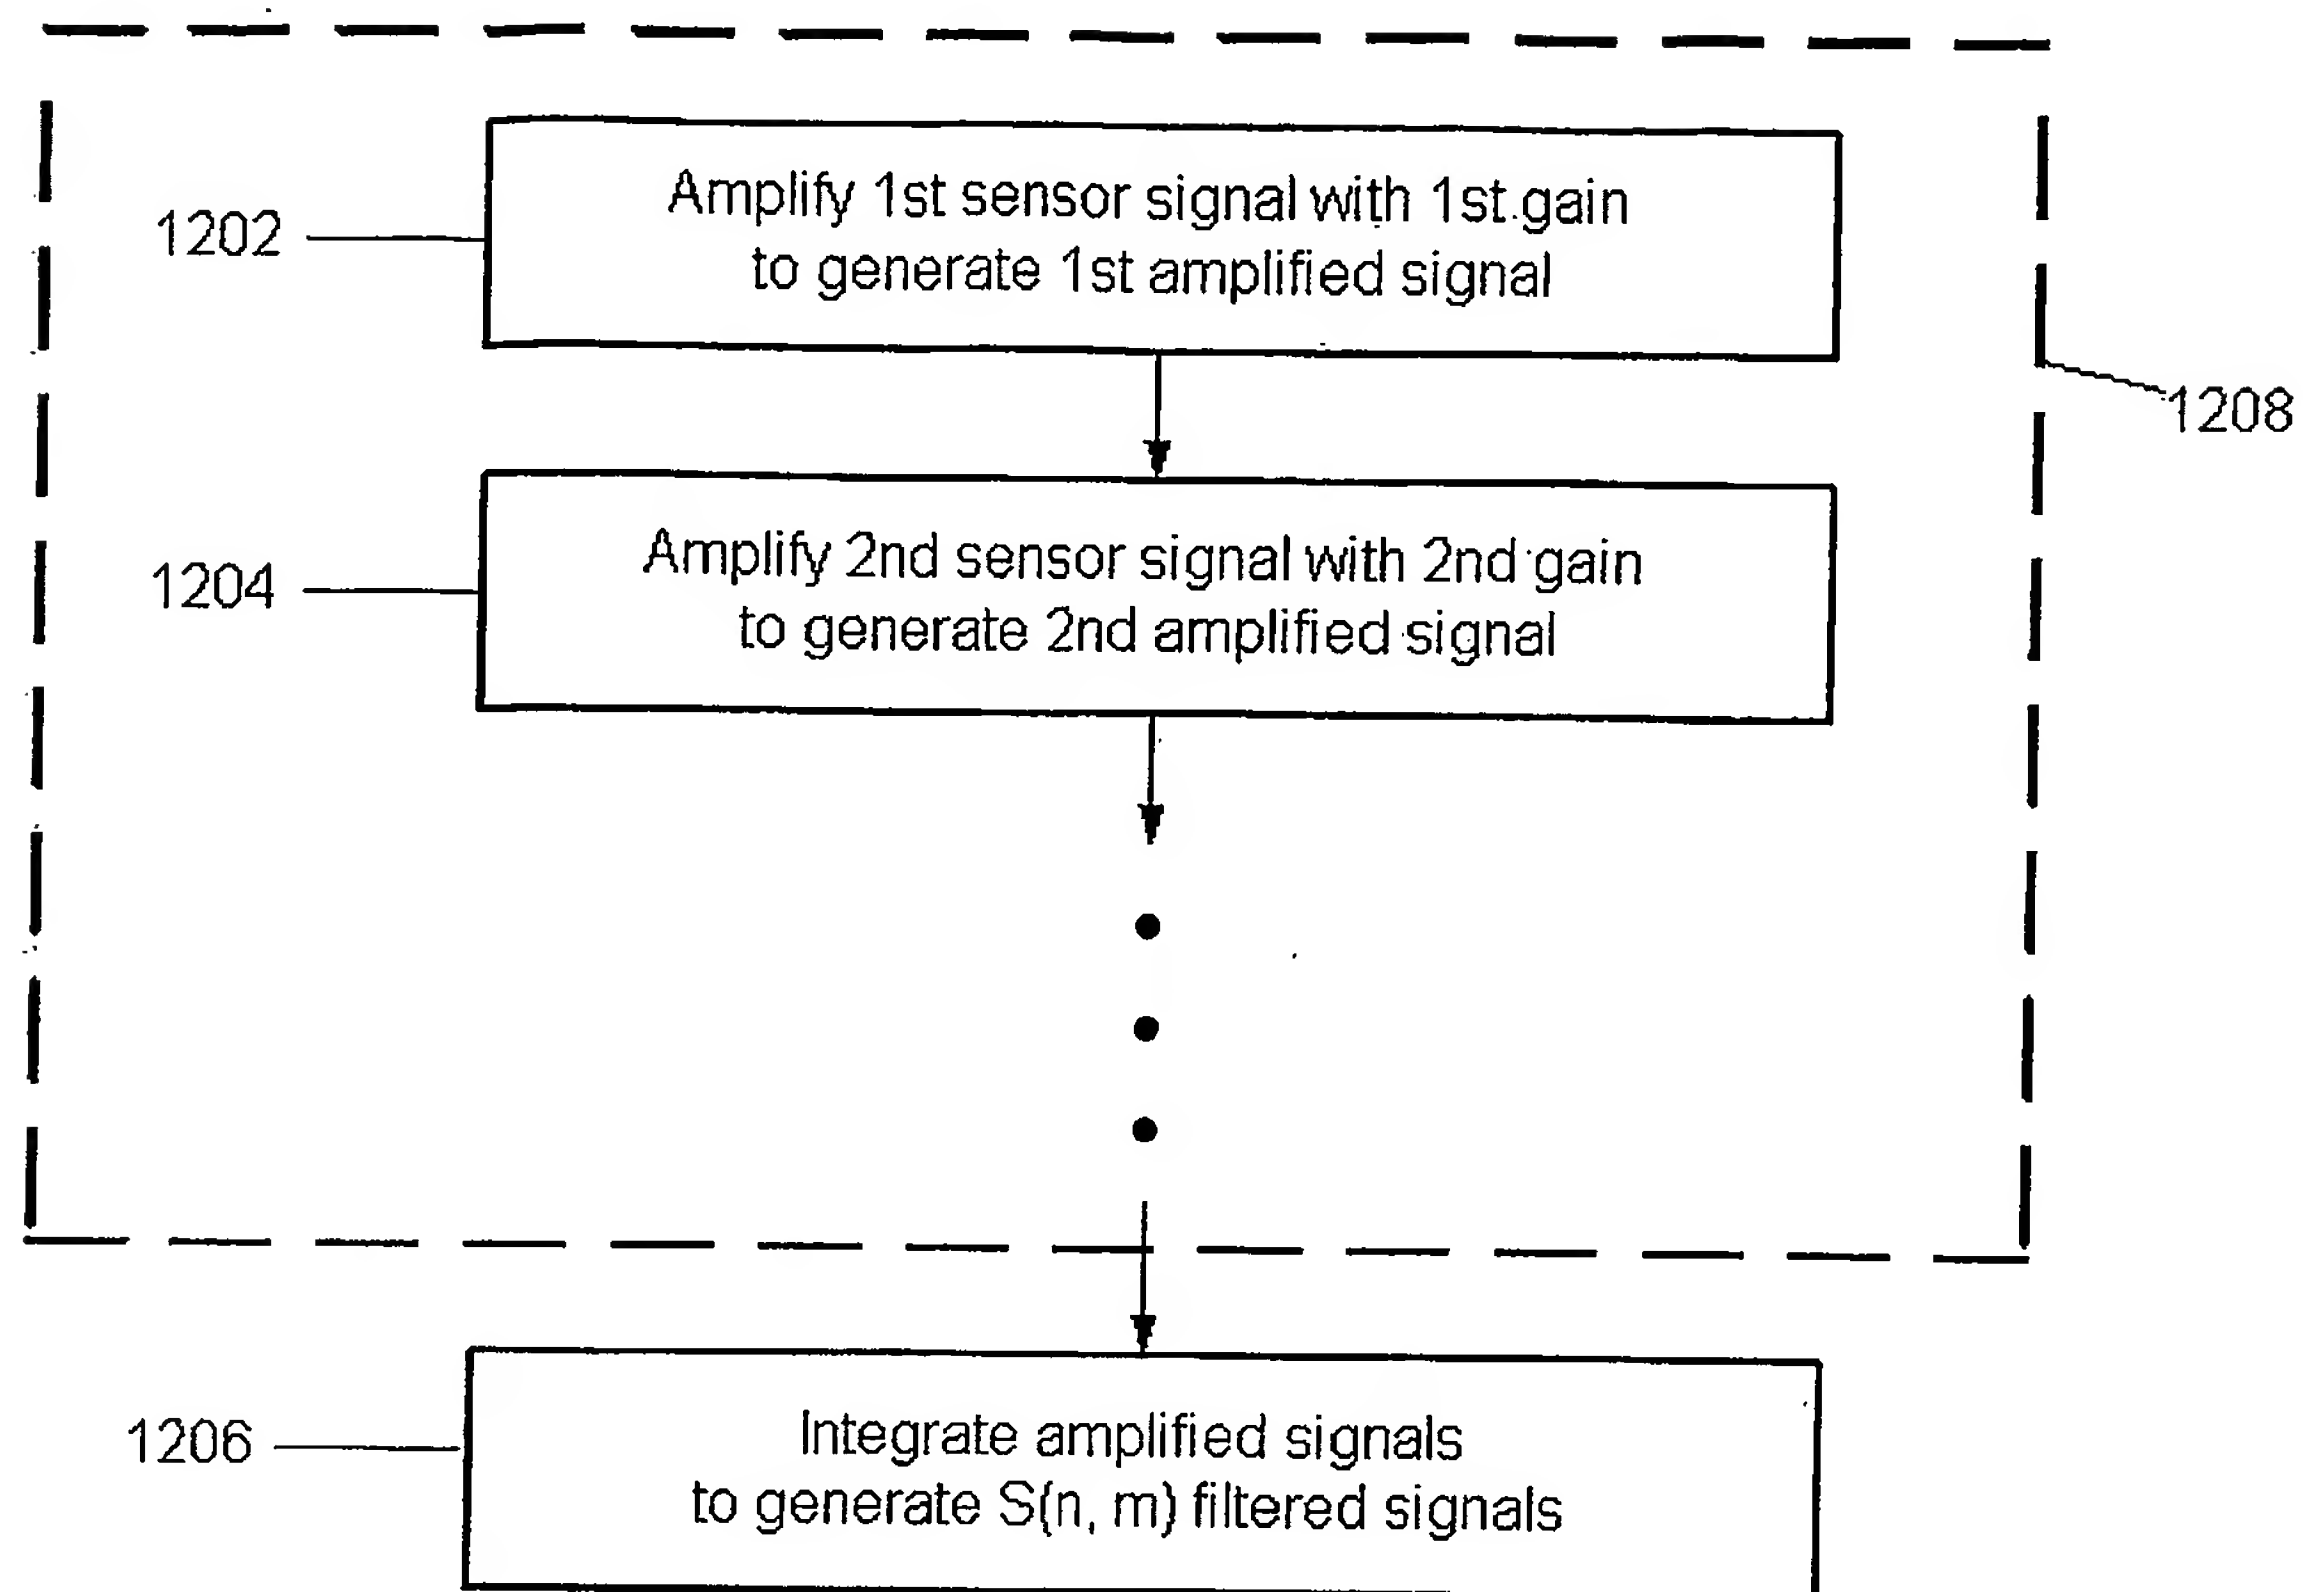 1202
Amplify 1st sensor signal with 1st gain
to generate 1st amplified signal
1208
1204
Amplify 2nd sensor signal with 2nd gain
to generate 2nd amplified signal
1206
Integrate amplified signals
to generate S(n, m) filtered signals